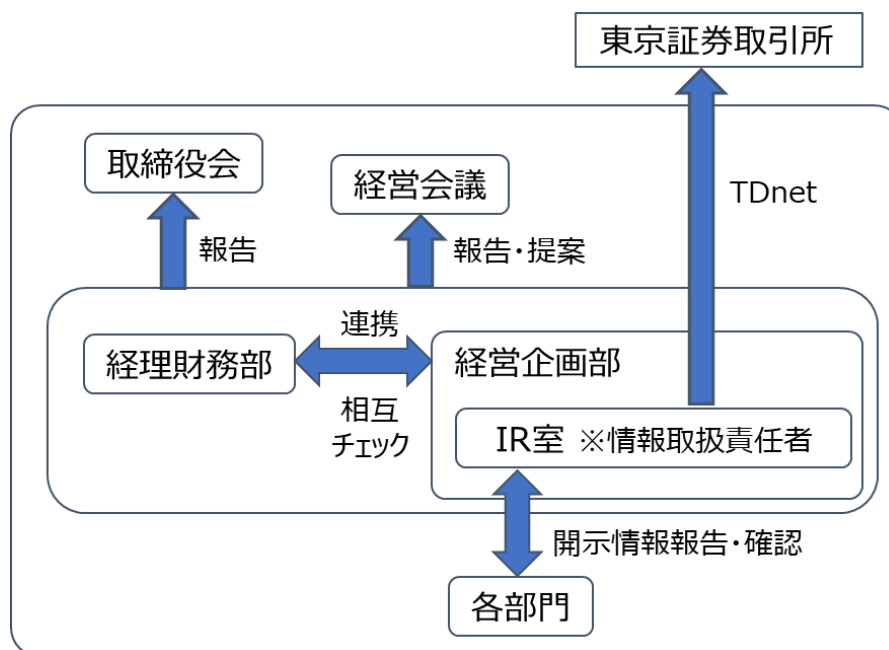 東京証券取引所
取締役会
経営会議
TDnet
報告
報告・提案
連携
経理財務部
経営企画部
相互
チェック
IR室 ※情報取扱責任者
開示情報報告・確認
各部門